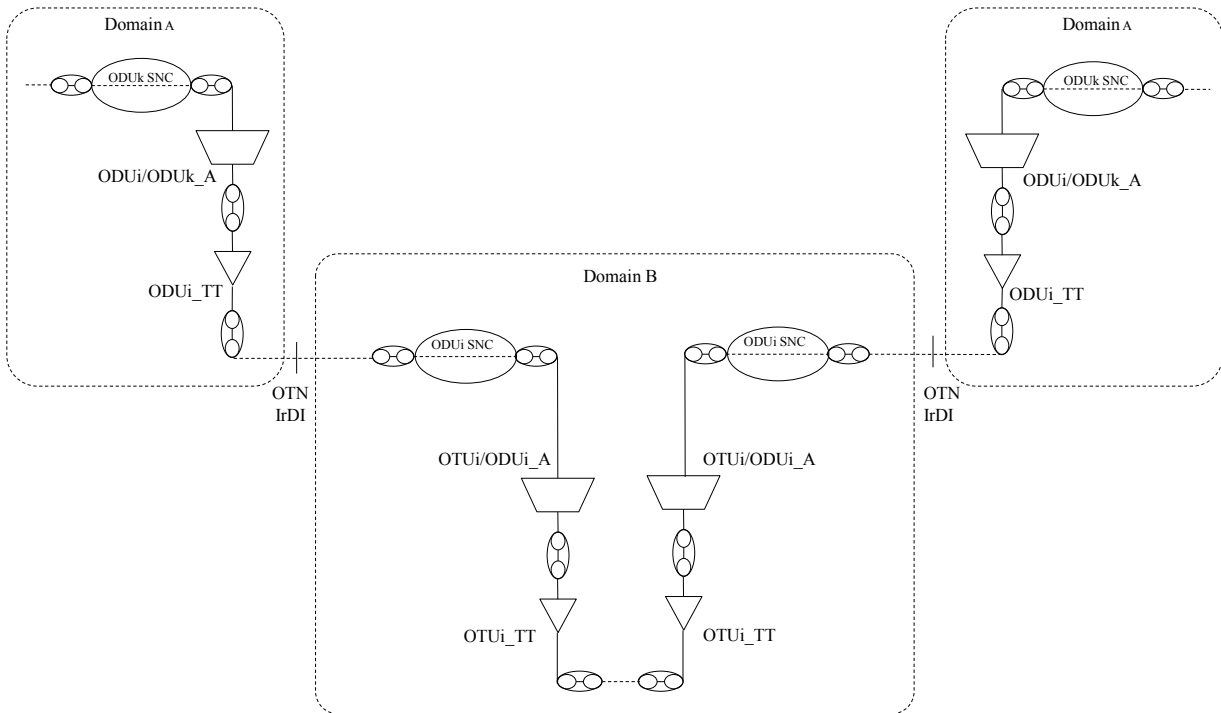 Domain A
Domain A
ODUk SNC
ODUk SNC
ODUi/ODUk_A
ODUi/ODUk_A
ODUi_TT
ODUi_TT
Domain B
ODUi SNC
ODUi SNC
OTN
IrDI
OTN
IrDI
OTUi/ODUi_A
OTUi/ODUi_A
OTUi_TT
OTUi_TT